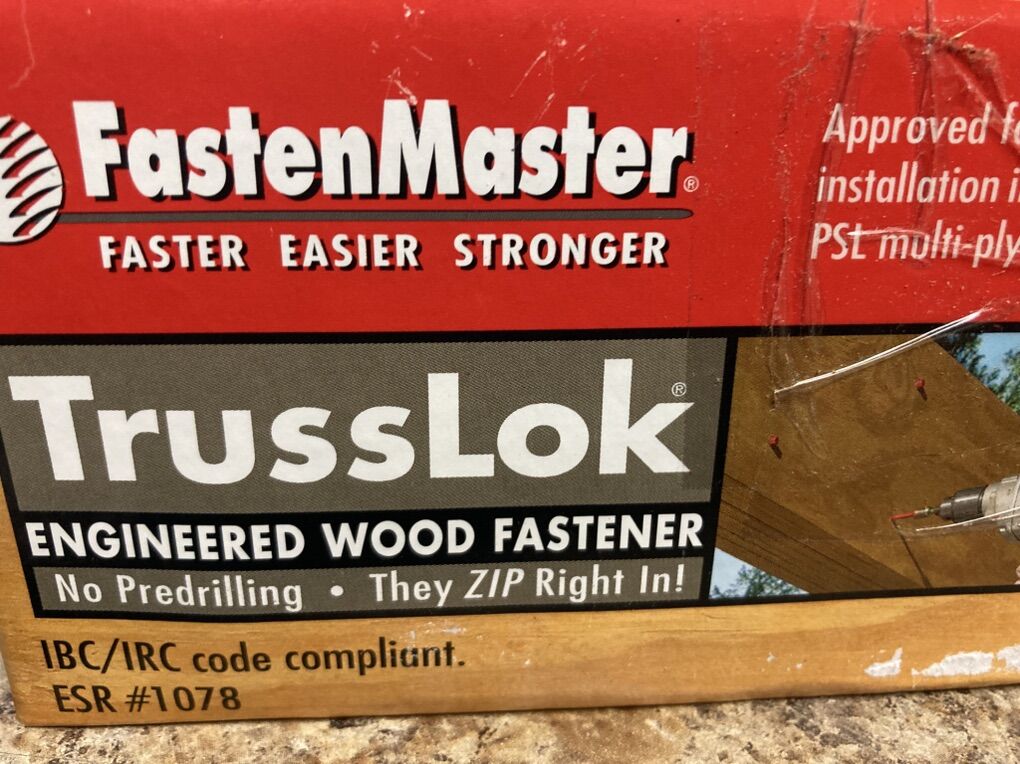 FastenMaster®
FASTER EASIER STRONGER
Approved
installation
PSL multi-ply
TrussLok®
ENGINEERED WOOD FASTENER
No Predrilling • They ZIP Right In!
IBC/IRC code compliant.
ESR #1078